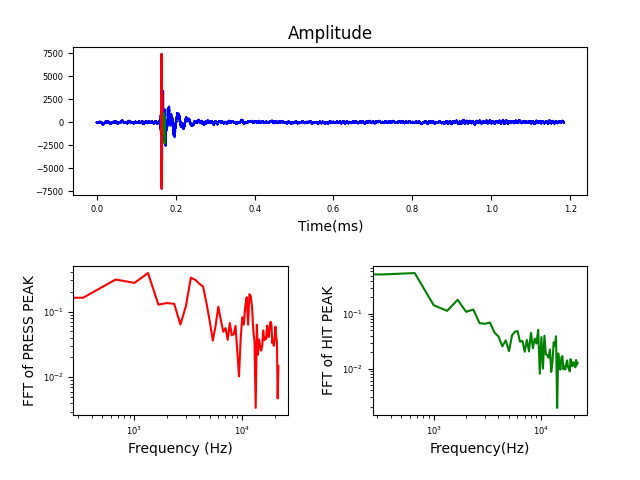 Amplitude
7500
5000
2500
0
−2500
−5000
−7500
0.0 0.2 0.4 0.6 0.8 1.0 1.2
Time(ms)
FFT of PRESS PEAK
10⁻¹
10⁻²
10³ 10⁴
Frequency (Hz)
FFT of HIT PEAK
10⁻¹
10⁻²
10³ 10⁴
Frequency(Hz)